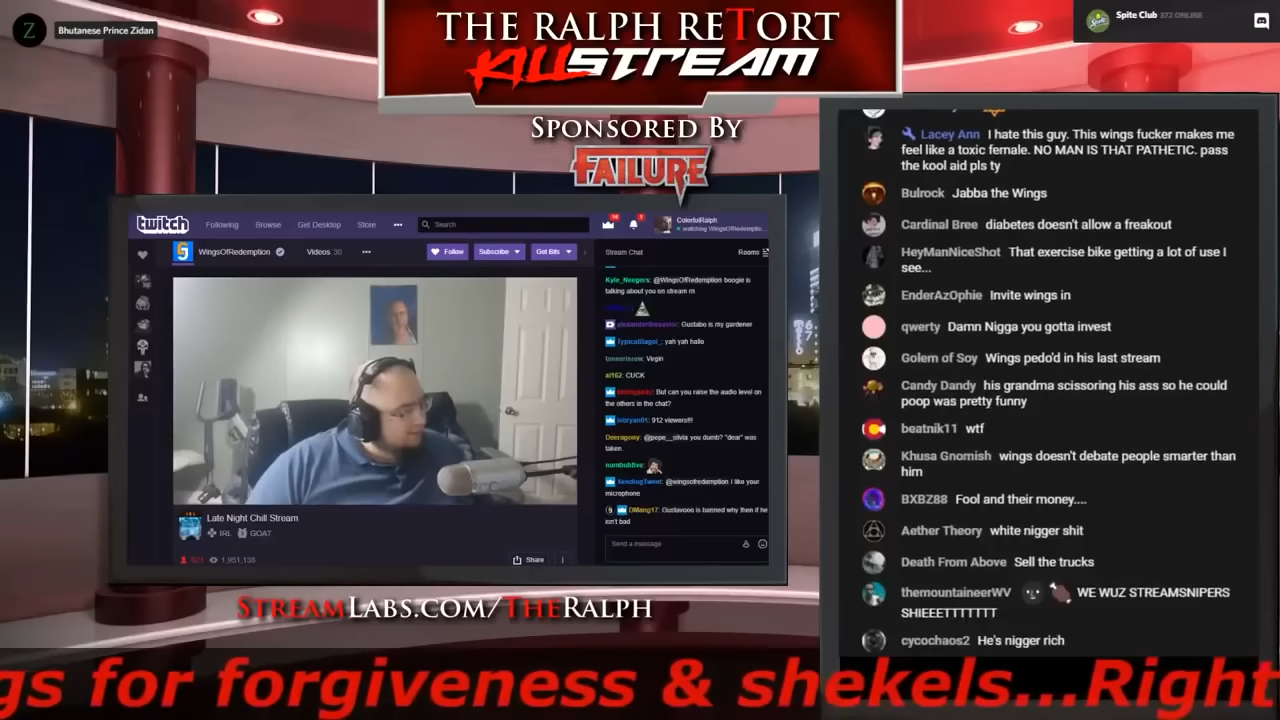 Z
Bhutanese Prince Zidan
THE RALPH RETORT
KILLSTREAM
SPONSORED BY
FAILURE
Spite Club 372 ONLINE
twitch
Following
Browse
Get Desktop
Store
Search
ColorfulRalph
watching WingsOfRedemptio...
WingsOfRedemption
Videos 30
Follow
Subscribe
Get Bits
Stream Chat
Rooms
Kyle_Neegers: @WingsOfRedemption boogie is
talking about you on stream rn
Gustabo is my gardener
TypicalBagel_: yah yah hallo
Virgin
al162: CUCK
But can you raise the audio level on
the others in the chat?
912 viewers!!!
Deeragony: @pepe__silvia you dumb? "dear" was
taken.
numbuhfive:
SendingTweet: @wingsofredemption I like your
microphone
DMang17: Gustavooo is banned why then if he
isn't bad
Send a message
Late Night Chill Stream
IRL
GOAT
1,951,138
Share
STREAMLABS.COM/THERALPH
Lacey Ann I hate this guy. This wings fucker makes me
feel like a toxic female. NO MAN IS THAT PATHETIC. pass
the kool aid pls ty
Bulrock Jabba the Wings
Cardinal Bree diabetes doesn't allow a freakout
HeyManNiceShot That exercise bike getting a lot of use I
see...
EnderAzOphie Invite wings in
qwerty Damn Nigga you gotta invest
Golem of Soy Wings pedo'd in his last stream
Candy Dandy his grandma scissoring his ass so he could
poop was pretty funny
beatnik11 wtf
Khusa Gnomish wings doesn't debate people smarter than
him
BXBZ88 Fool and their money....
Aether Theory white nigger shit
Death From Above Sell the trucks
themountaineerWV WE WUZ STREAMSNIPERS
SHIEEETTTTTTT
cycochaos2 He's nigger rich
gs for forgiveness & shekels...Right